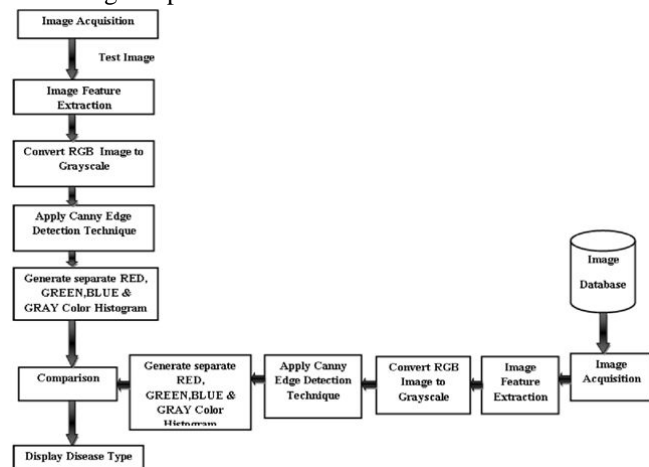 Image Acquisition
Test Image
Image Feature
Extraction
Convert RGB Image to
Grayscale
Apply Canny Edge
Detection Technique
Generate separate RED,
GREEN,BLUE &
GRAY Color Histogram
Comparison
Display Disease Type
Generate separate
RED,
GREEN,BLUE &
GRAY Color
Histogram
Apply Canny
Edge Detection
Technique
Convert RGB
Image to
Grayscale
Image
Feature
Extraction
Image
Acquisition
Image
Database